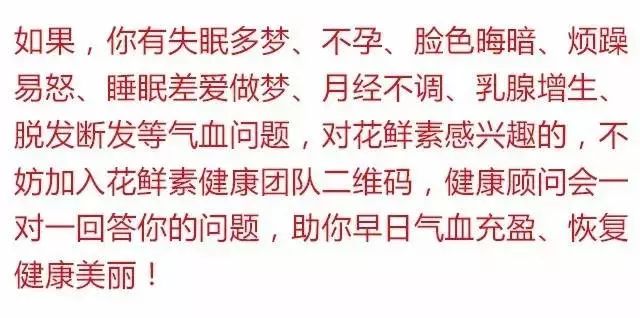 如果，你有失眠多梦、不孕、脸色晦暗、烦躁
易怒、睡眠差爱做梦、月经不调、乳腺增生、
脱发断发等气血问题，对花鲜素感兴趣的，不
妨加入花鲜素健康团队二维码，健康顾问会一
对一回答你的问题，助你早日气血充盈、恢复
健康美丽！